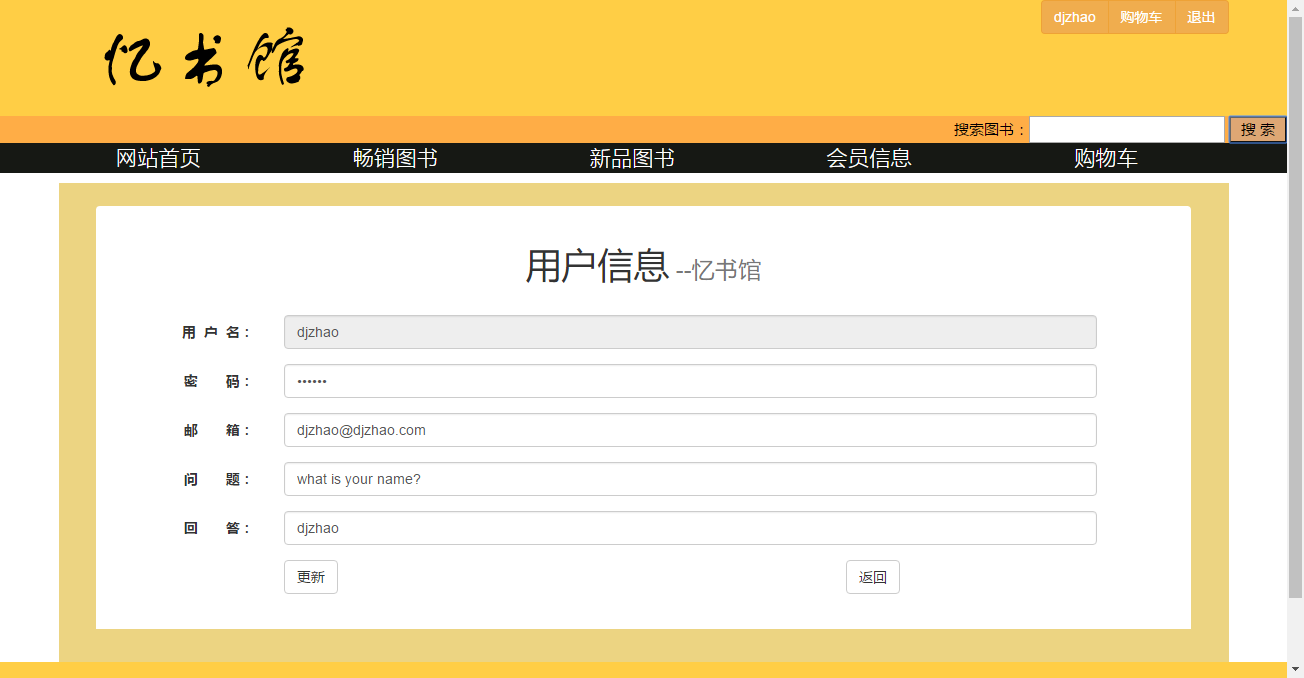 djzhao 购物车 退出
忆书馆
搜索图书： 搜 索
网站首页 畅销图书 新品图书 会员信息 购物车
用户信息 --忆书馆
用 户 名： djzhao
密 码： ••••••
邮 箱： djzhao@djzhao.com
问 题： what is your name?
回 答： djzhao
更新 返回